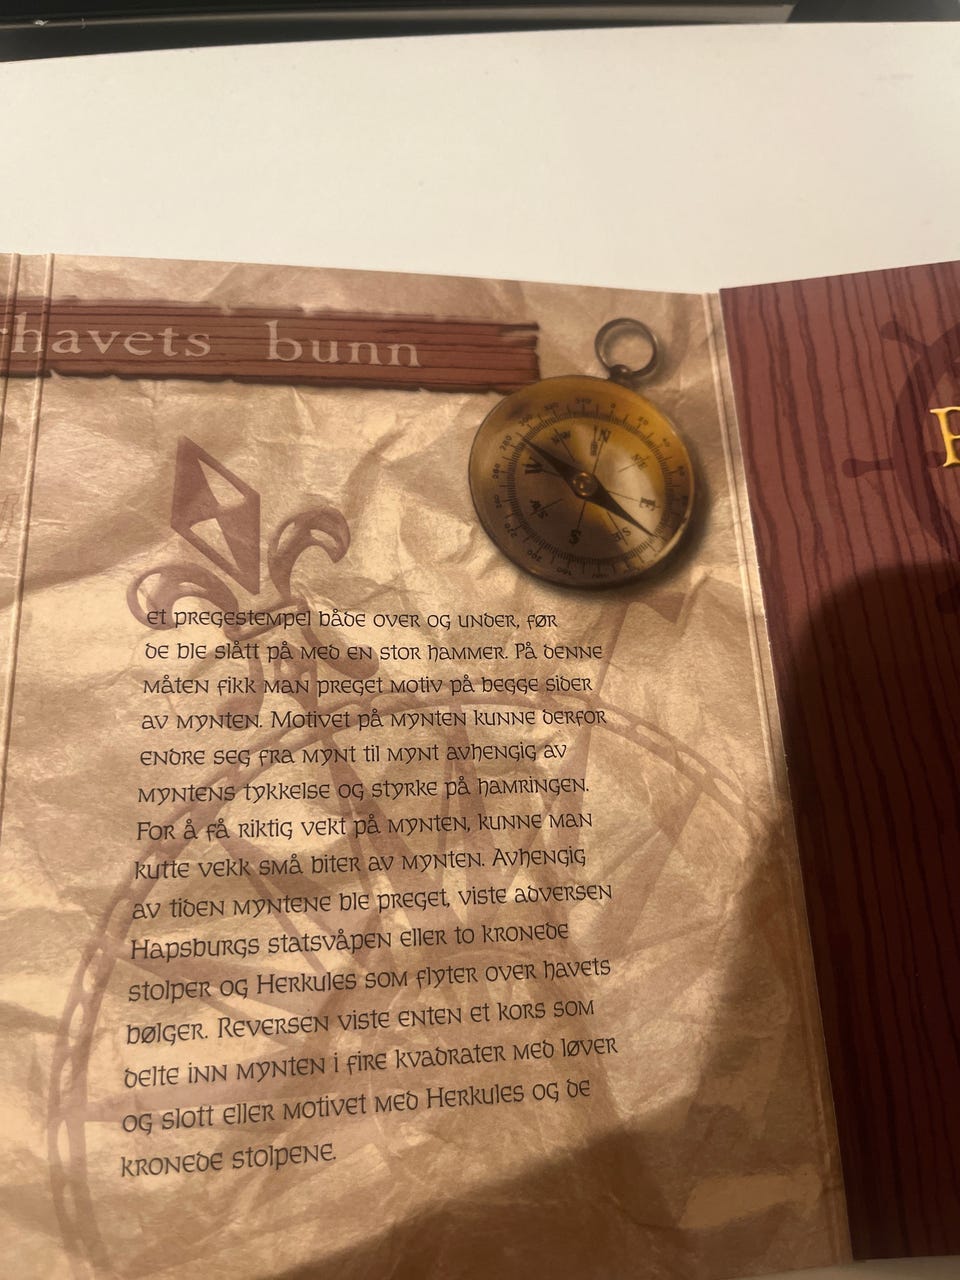 havets bunn
et pregestempel både over og under, før
de ble slått på med en stor hammer. På denne
måten fikk man preget motiv på begge sider
av mynten. Motivet på mynten kunne derfor
endre seg fra mynt til mynt avhengig av
myntens tykkelse og styrke på hamringen.
For å få riktig vekt på mynten, kunne man
kutte vekk små biter av mynten. Avhengig
av tiden myntene ble preget, viste adversen
Hapsburgs statsvåpen eller to kronede
stolper og Herkules som flyter over havets
bølger. Reversen viste enten et kors som
delte inn mynten i fire kvadrater med løver
og slott eller motivet med Herkules og de
kronede stolpene.
N
NE
E
SE
S
SW
W
NW